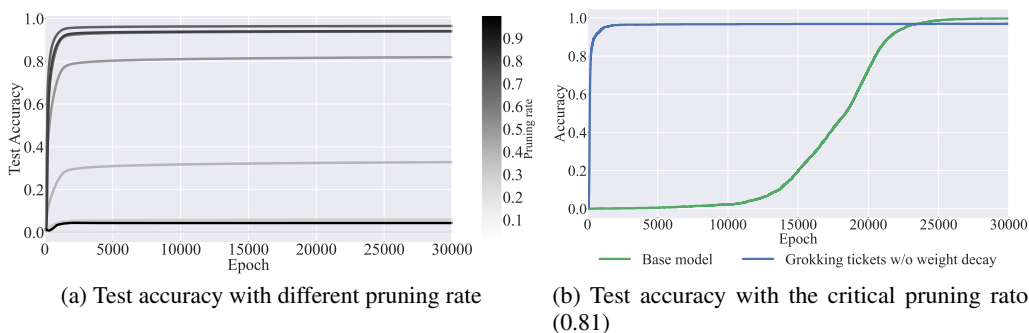 1.0
0.8
0.6
0.4
0.2
0.0
Test Accuracy
0 5000 10000 15000 20000 25000 30000
Epoch
0.9
0.8
0.7
0.6
0.5
0.4
0.3
0.2
0.1
Pruning rate
(a) Test accuracy with different pruning rate
1.0
0.8
0.6
0.4
0.2
0.0
Accuracy
0 5000 10000 15000 20000 25000 30000
Epoch
Base model Grokking tickets w/o weight decay
(b) Test accuracy with the critical pruning rato
(0.81)